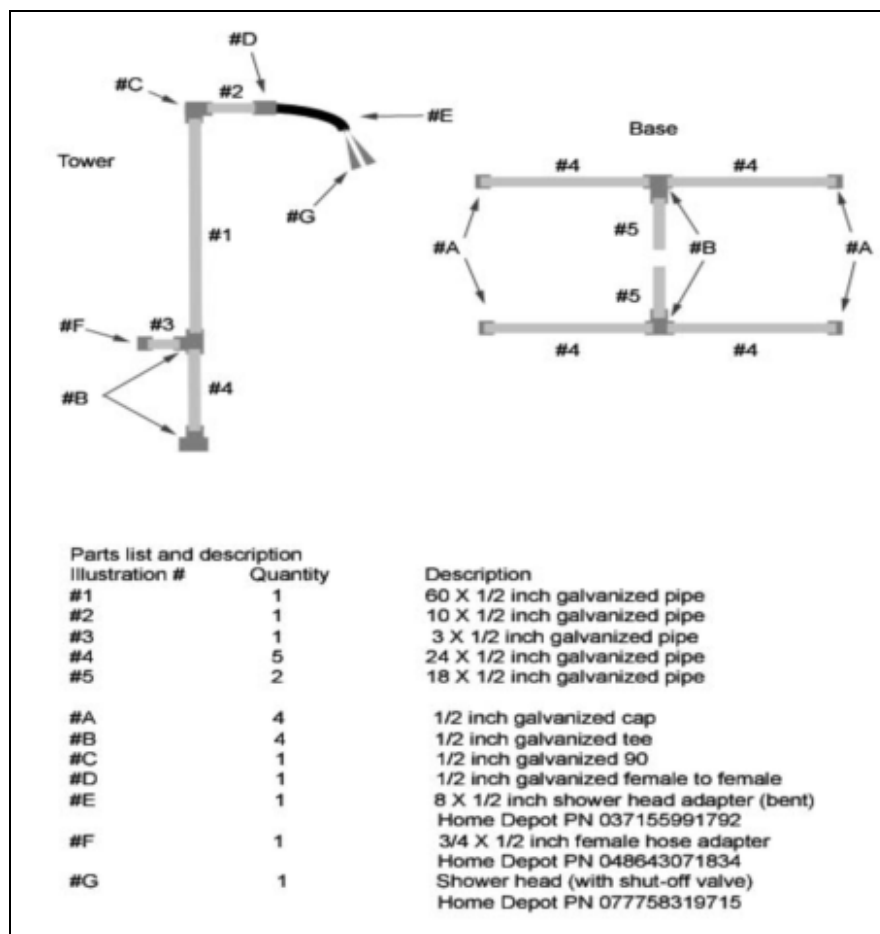 #D
#C
#2
#E
Base
Tower
#4 #4
#G
#1
#5
#A #B #A
#5
#F #3
#4 #4
#B #4
Parts list and description
Illustration # Quantity Description
#1 1 60 X 1/2 inch galvanized pipe
#2 1 10 X 1/2 inch galvanized pipe
#3 1 3 X 1/2 inch galvanized pipe
#4 5 24 X 1/2 inch galvanized pipe
#5 2 18 X 1/2 inch galvanized pipe
#A 4 1/2 inch galvanized cap
#B 4 1/2 inch galvanized tee
#C 1 1/2 inch galvanized 90
#D 1 1/2 inch galvanized female to female
#E 1 8 X 1/2 inch shower head adapter (bent)
Home Depot PN 037155991792
#F 1 3/4 X 1/2 inch female hose adapter
Home Depot PN 048643071834
#G 1 Shower head (with shut-off valve)
Home Depot PN 077758319715